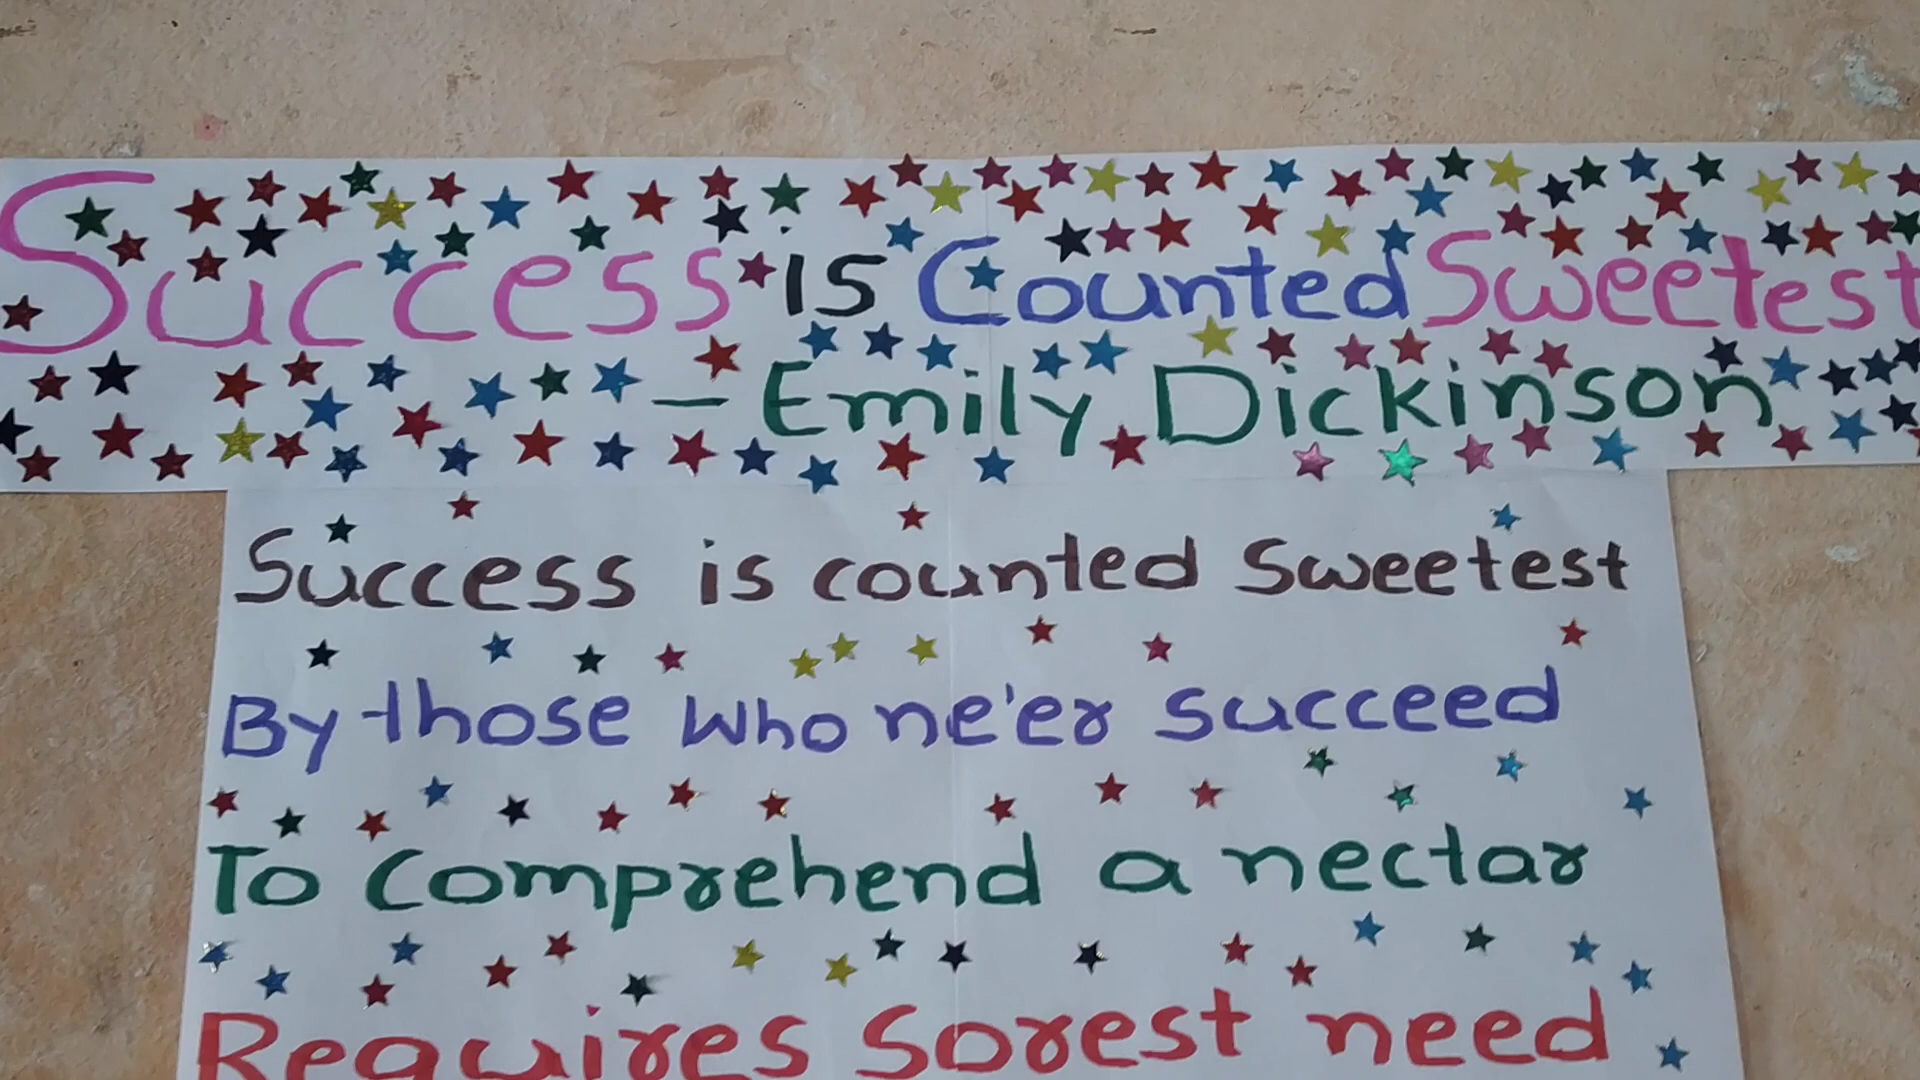 Success is Counted Sweetest
- Emily Dickinson
Success is counted Sweetest
By those Who ne'er succeed
To Comprehend a nectar
Requires Sorest need